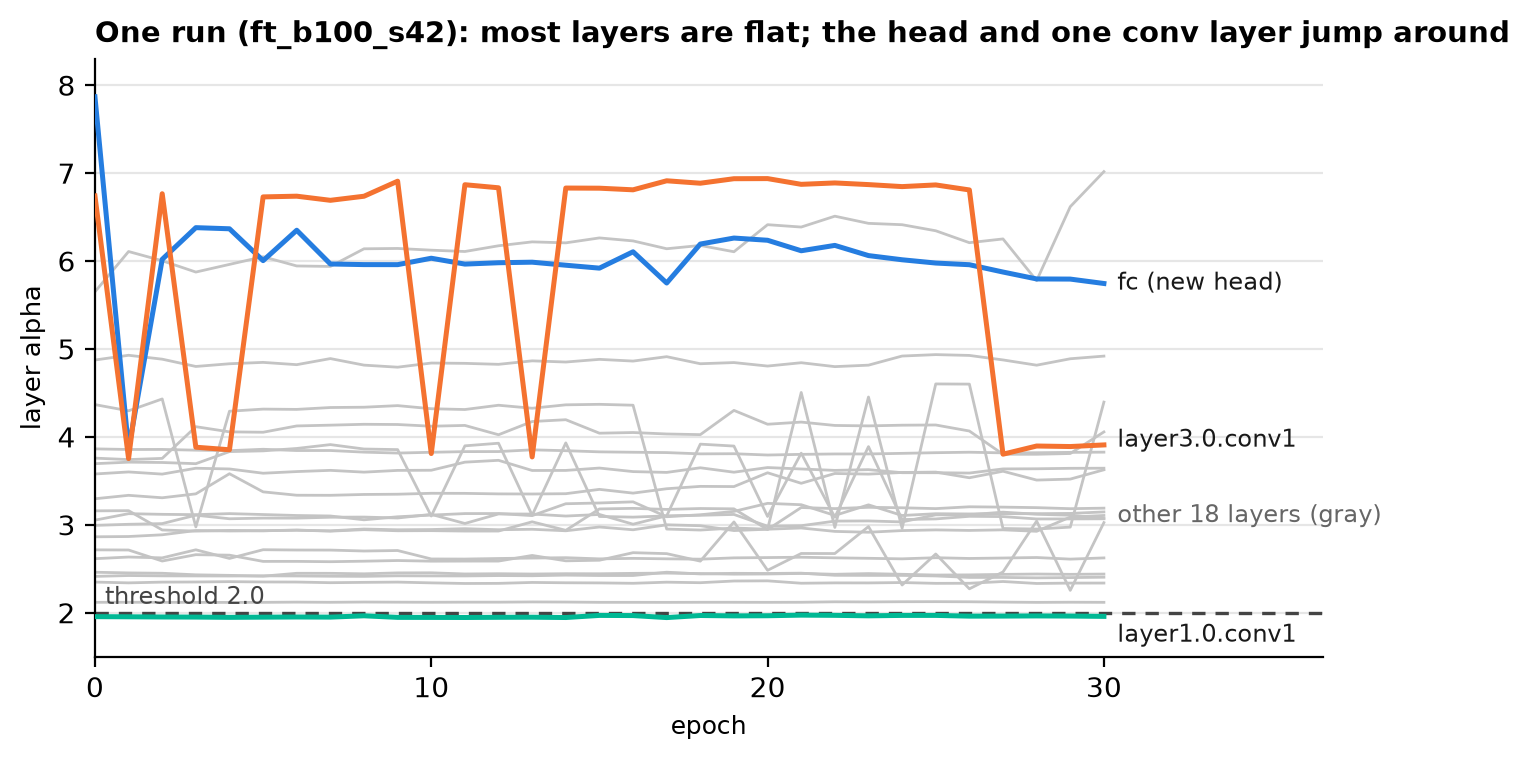 One run (ft_b100_s42): most layers are flat; the head and one conv layer jump around
8
7
6
5
4
3
2
layer alpha
fc (new head)
layer3.0.conv1
other 18 layers (gray)
threshold 2.0
layer1.0.conv1
0
10
20
30
epoch